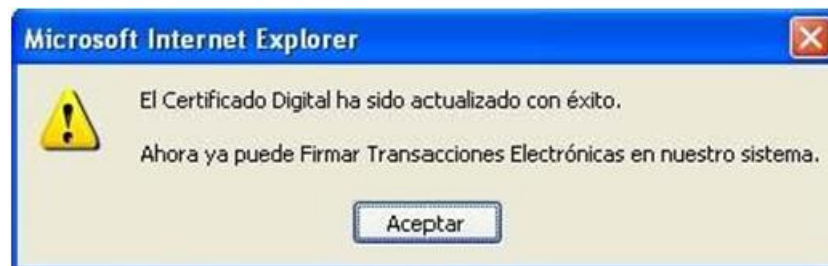 Microsoft Internet Explorer
El Certificado Digital ha sido actualizado con éxito.
Ahora ya puede Firmar Transacciones Electrónicas en nuestro sistema.
Aceptar